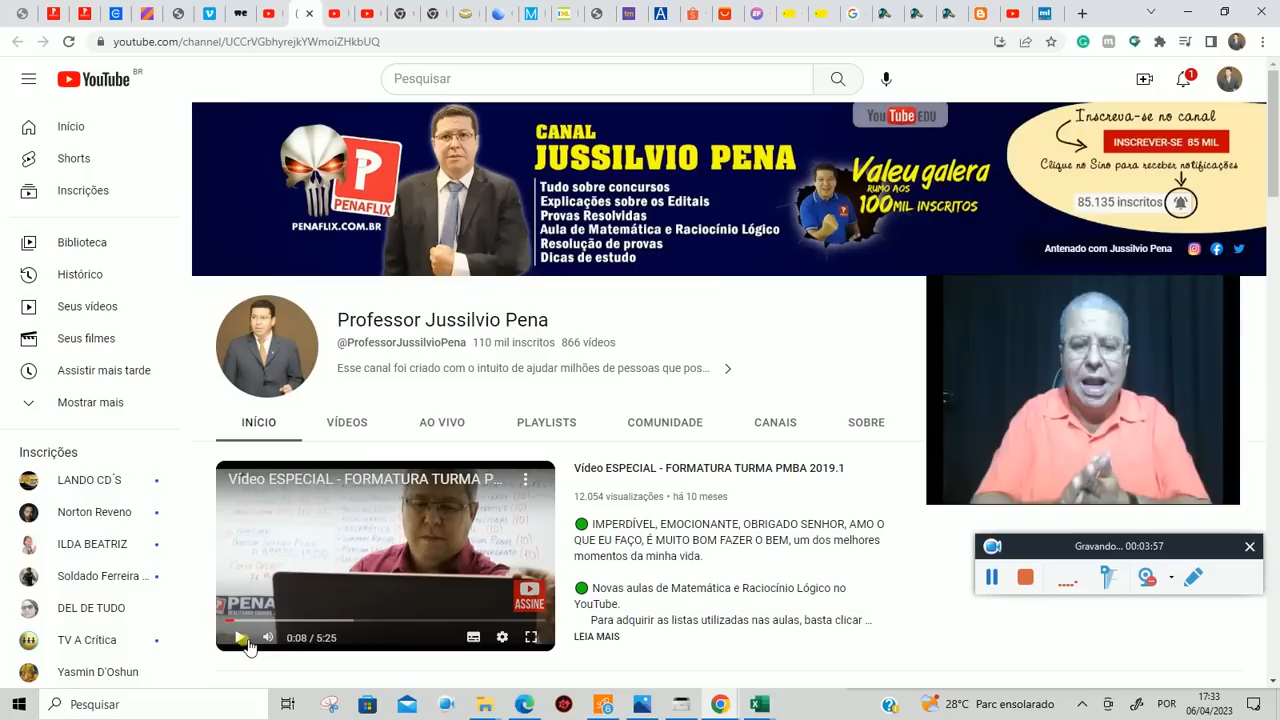 youtube.com/channel/UCCrVGbhyrejkYWmoiZHkbUQ
YouTube BR
Pesquisar
1
Início
Shorts
Inscrições
Biblioteca
Histórico
Seus vídeos
Seus filmes
Assistir mais tarde
Mostrar mais
Inscrições
LANDO CD´S
Norton Reveno
ILDA BEATRIZ
Soldado Ferreira ...
DEL DE TUDO
TV A Crítica
Yasmin D'Oshun
P
PENAFLIX
PENAFLIX.COM.BR
CANAL
JUSSILVIO PENA
Tudo sobre concursos
Explicações sobre os Editais
Provas Resolvidas
Aula de Matemática e Raciocínio Lógico
Resolução de provas
Dicas de estudo
YouTube EDU
Valeu galera
RUMO AOS
100MIL INSCRITOS
Inscreva-se no canal
INSCREVER-SE 85 MIL
Clique no Sino para receber notificações
85.135 inscritos
Antenado com Jussilvio Pena
Professor Jussilvio Pena
@ProfessorJussilvioPena 110 mil inscritos 866 vídeos
Esse canal foi criado com o intuito de ajudar milhões de pessoas que pos...
INÍCIO VÍDEOS AO VIVO PLAYLISTS COMUNIDADE CANAIS SOBRE
Vídeo ESPECIAL - FORMATURA TURMA P...
PENA
ASSINE
0:08 / 5:25
Vídeo ESPECIAL - FORMATURA TURMA PMBA 2019.1
12.054 visualizações • há 10 meses
IMPERDÍVEL, EMOCIONANTE, OBRIGADO SENHOR, AMO O
QUE EU FAÇO, É MUITO BOM FAZER O BEM, um dos melhores
momentos da minha vida.
Novas aulas de Matemática e Raciocínio Lógico no
YouTube.
Para adquirir as listas utilizadas nas aulas, basta clicar ...
LEIA MAIS
Gravando... 00:03:57
Pesquisar
6
28°C Parc ensolarado
POR
17:33
06/04/2023